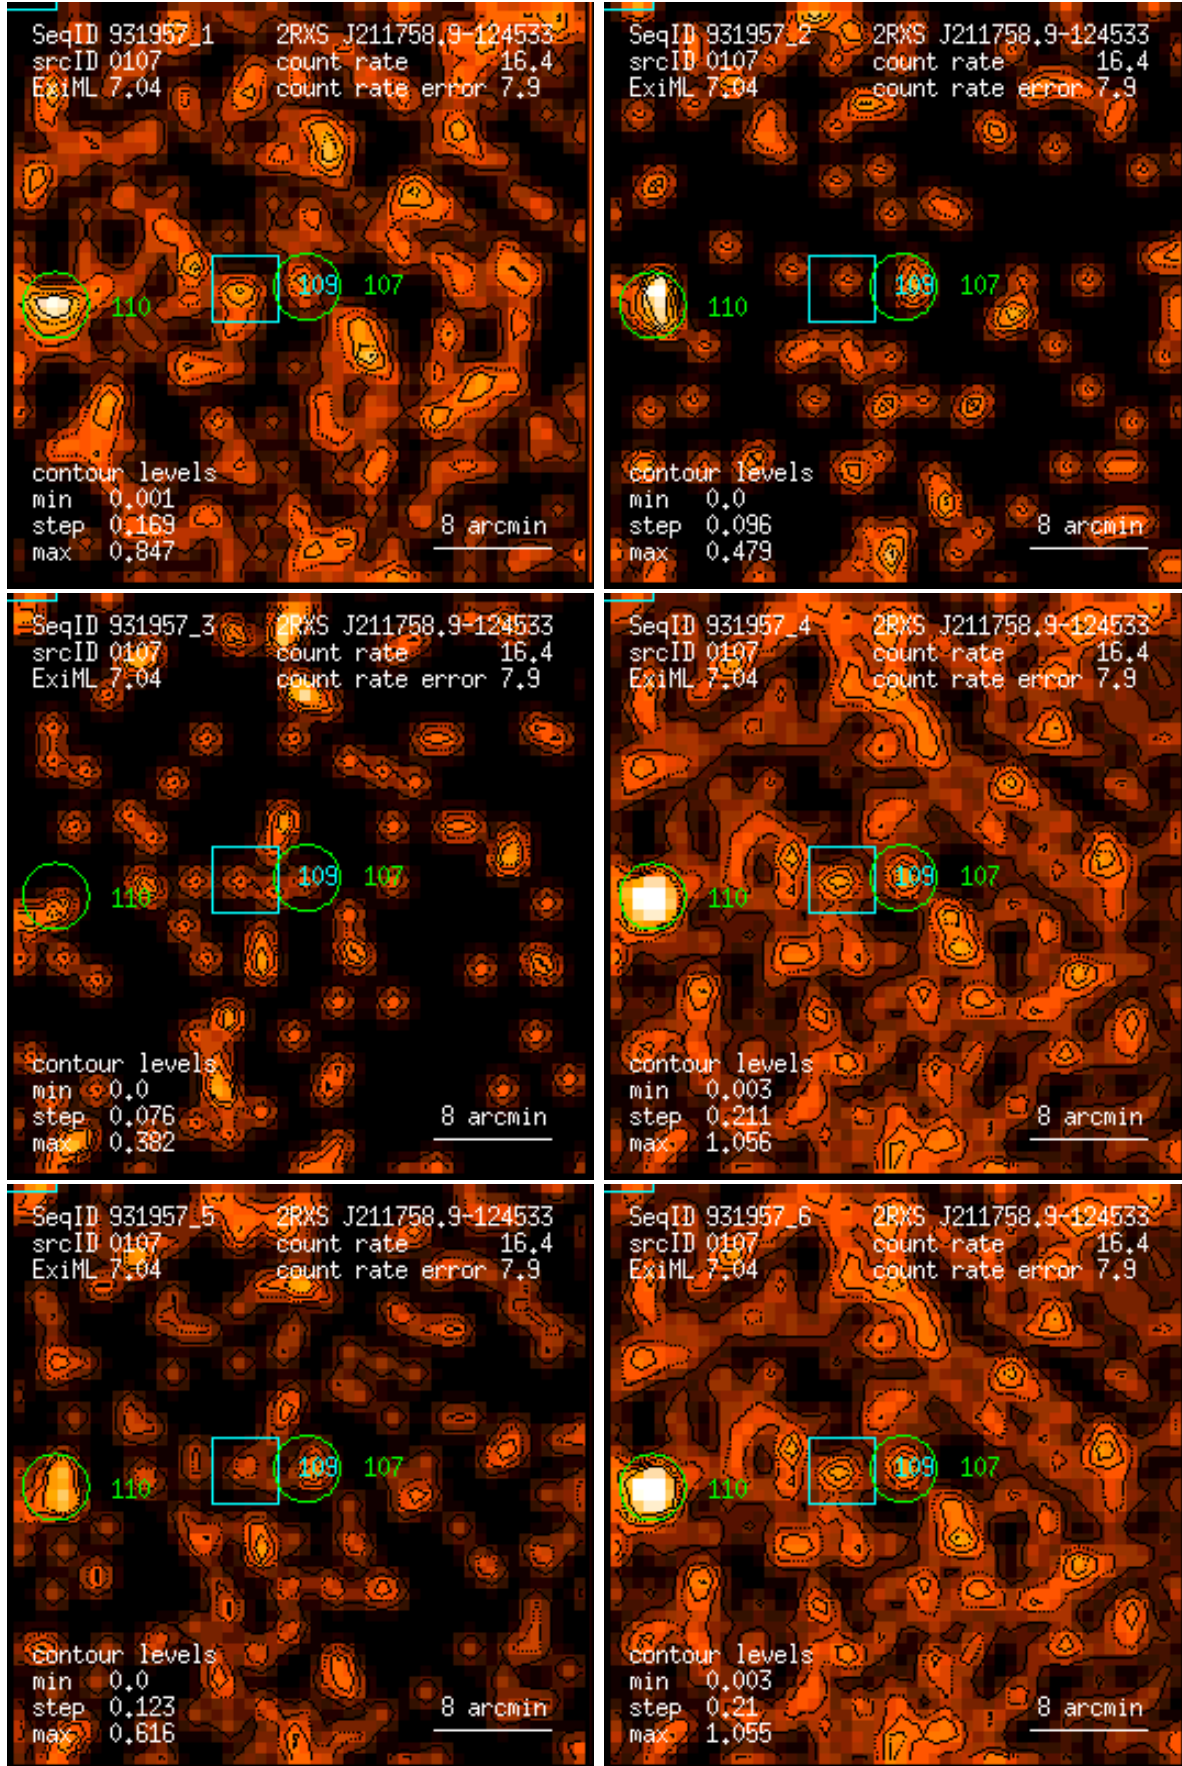 SeqID 931957_1 2RXS J211758.9-124533
srcID 0107 count rate 16.4
ExiML 7.04 count rate error 7.9
109 107
110
contour levels
min 0.001
step 0.169 8 arcmin
max 0.847
SeqID 931957_2 2RXS J211758.9-124533
srcID 0107 count rate 16.4
ExiML 7.04 count rate error 7.9
109 107
110
contour levels
min 0.0
step 0.096 8 arcmin
max 0.479
SeqID 931957_3 2RXS J211758.9-124533
srcID 0107 count rate 16.4
ExiML 7.04 count rate error 7.9
109 107
110
contour levels
min 0.0
step 0.076 8 arcmin
max 0.382
SeqID 931957_4 2RXS J211758.9-124533
srcID 0107 count rate 16.4
ExiML 7.04 count rate error 7.9
109 107
110
contour levels
min 0.003
step 0.211 8 arcmin
max 1.056
SeqID 931957_5 2RXS J211758.9-124533
srcID 0107 count rate 16.4
ExiML 7.04 count rate error 7.9
109 107
110
contour levels
min 0.0
step 0.123 8 arcmin
max 0.616
SeqID 931957_6 2RXS J211758.9-124533
srcID 0107 count rate 16.4
ExiML 7.04 count rate error 7.9
109 107
110
contour levels
min 0.003
step 0.21 8 arcmin
max 1.055